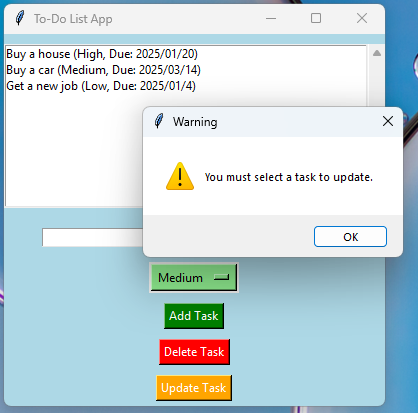 To-Do List App
Buy a house (High, Due: 2025/01/20)
Buy a car (Medium, Due: 2025/03/14)
Get a new job (Low, Due: 2025/01/4)
Warning
You must select a task to update.
OK
Medium
Add Task
Delete Task
Update Task